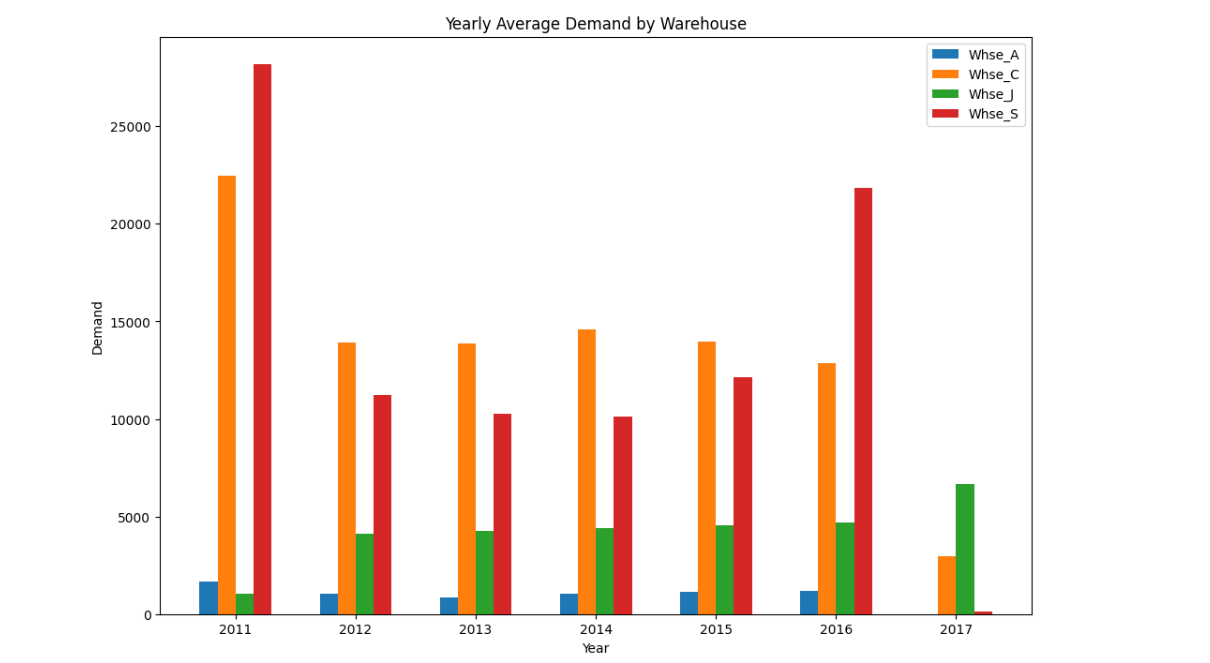 Yearly Average Demand by Warehouse
Whse_A
Whse_C
Whse_J
Whse_S
Demand
25000
20000
15000
10000
5000
0
2011 2012 2013 2014 2015 2016 2017
Year